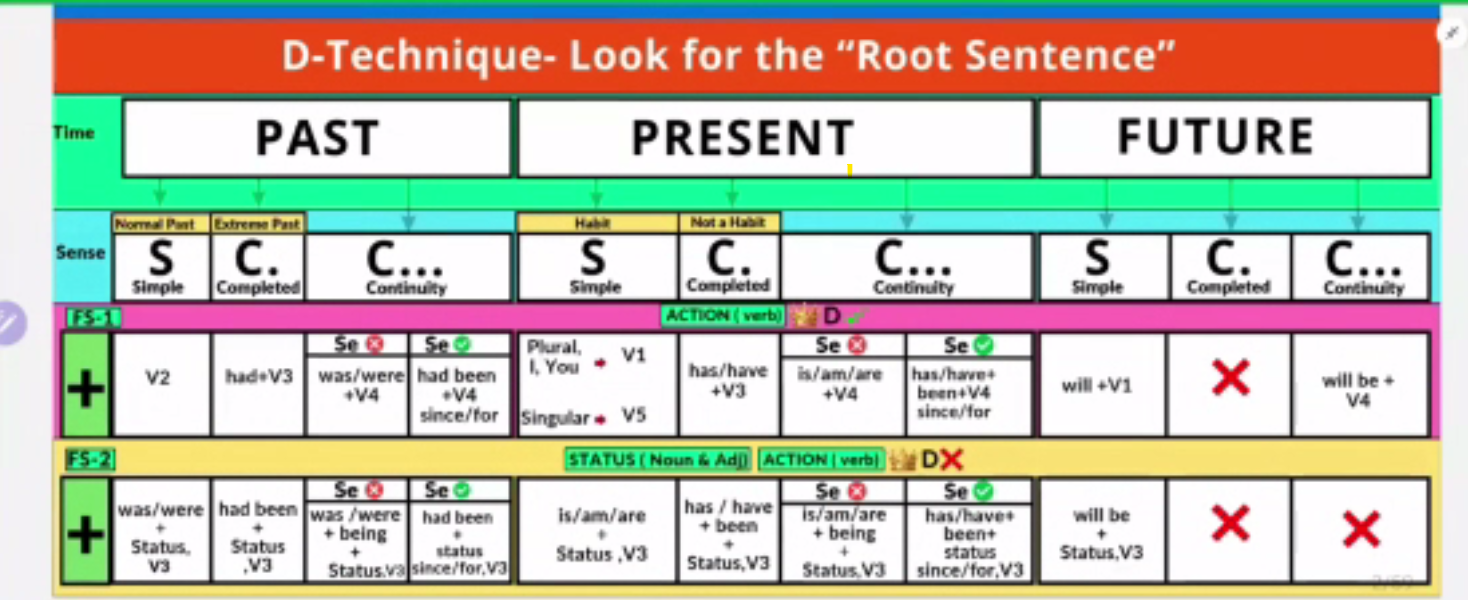 D-Technique- Look for the “Root Sentence”
Time
PAST
PRESENT
FUTURE
Normal Past
Extreme Past
Habit
Not a Habit
Sense
S
Simple
C.
Completed
C...
Continuity
S
Simple
C.
Completed
C...
Continuity
S
Simple
C.
Completed
C...
Continuity
FS-1
ACTION ( verb)
D
+
V2
had+V3
Se
was/were
+V4
Se
had been
+V4
since/for
Plural,
I, You
V1
Singular
V5
has/have
+V3
Se
is/am/are
+V4
Se
has/have+
been+V4
since/for
will +V1
will be +
V4
FS-2
STATUS ( Noun & Adj)
ACTION ( verb)
D
+
was/were
+
Status,
V3
had been
+
Status
,V3
Se
was /were
+ being
+
Status,V3
Se
had been
+
status
since/for,V3
is/am/are
+
Status ,V3
has / have
+ been
+
Status,V3
Se
is/am/are
+ being
+
Status,V3
Se
has/have+
been+
status
since/for,V3
will be
+
Status,V3
2/59